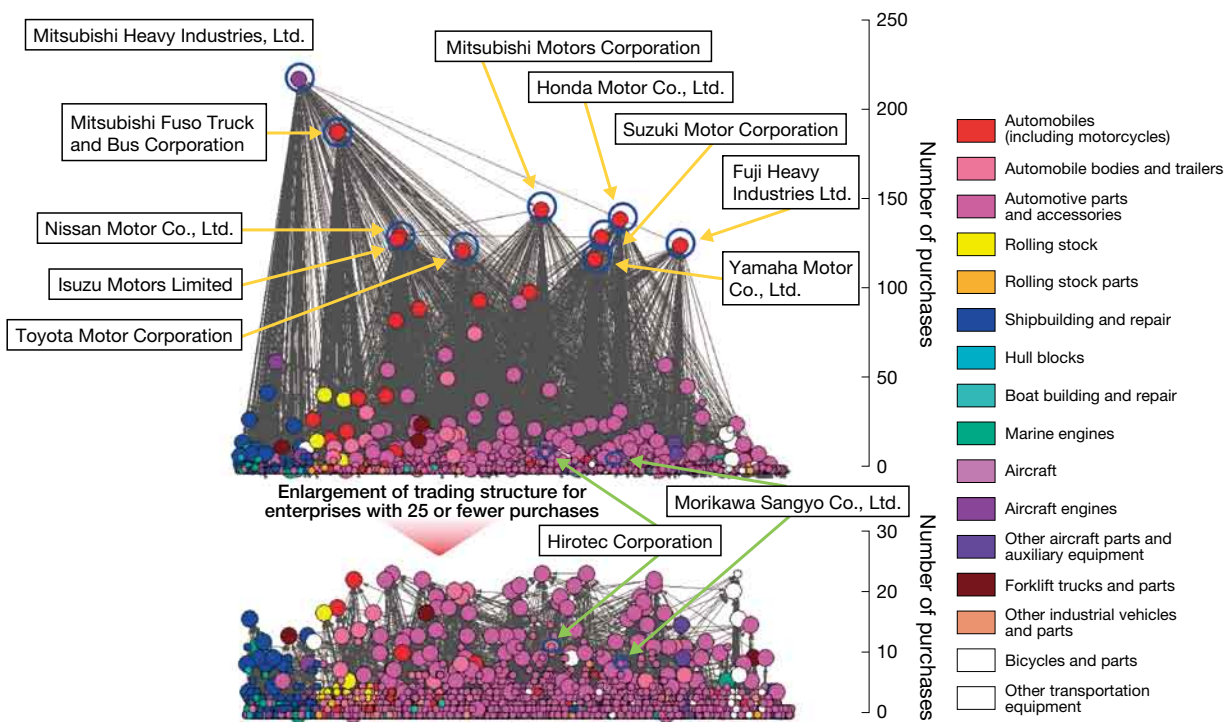 Mitsubishi Heavy Industries, Ltd.
Mitsubishi Motors Corporation
Honda Motor Co., Ltd.
Mitsubishi Fuso Truck
and Bus Corporation
Suzuki Motor Corporation
Fuji Heavy
Industries Ltd.
Nissan Motor Co., Ltd.
Isuzu Motors Limited
Yamaha Motor
Co., Ltd.
Toyota Motor Corporation
250
200
150
100
50
0
Number of purchases
Enlargement of trading structure for
enterprises with 25 or fewer purchases
Morikawa Sangyo Co., Ltd.
Hirotec Corporation
30
20
10
0
Number of purchases
Automobiles
(including motorcycles)
Automobile bodies and trailers
Automotive parts
and accessories
Rolling stock
Rolling stock parts
Shipbuilding and repair
Hull blocks
Boat building and repair
Marine engines
Aircraft
Aircraft engines
Other aircraft parts and
auxiliary equipment
Forklift trucks and parts
Other industrial vehicles
and parts
Bicycles and parts
Other transportation
equipment